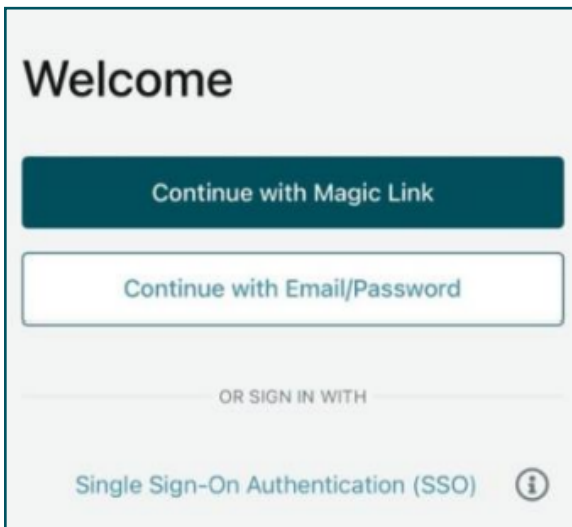 Welcome
Continue with Magic Link
Continue with Email/Password
OR SIGN IN WITH
Single Sign-On Authentication (SSO)